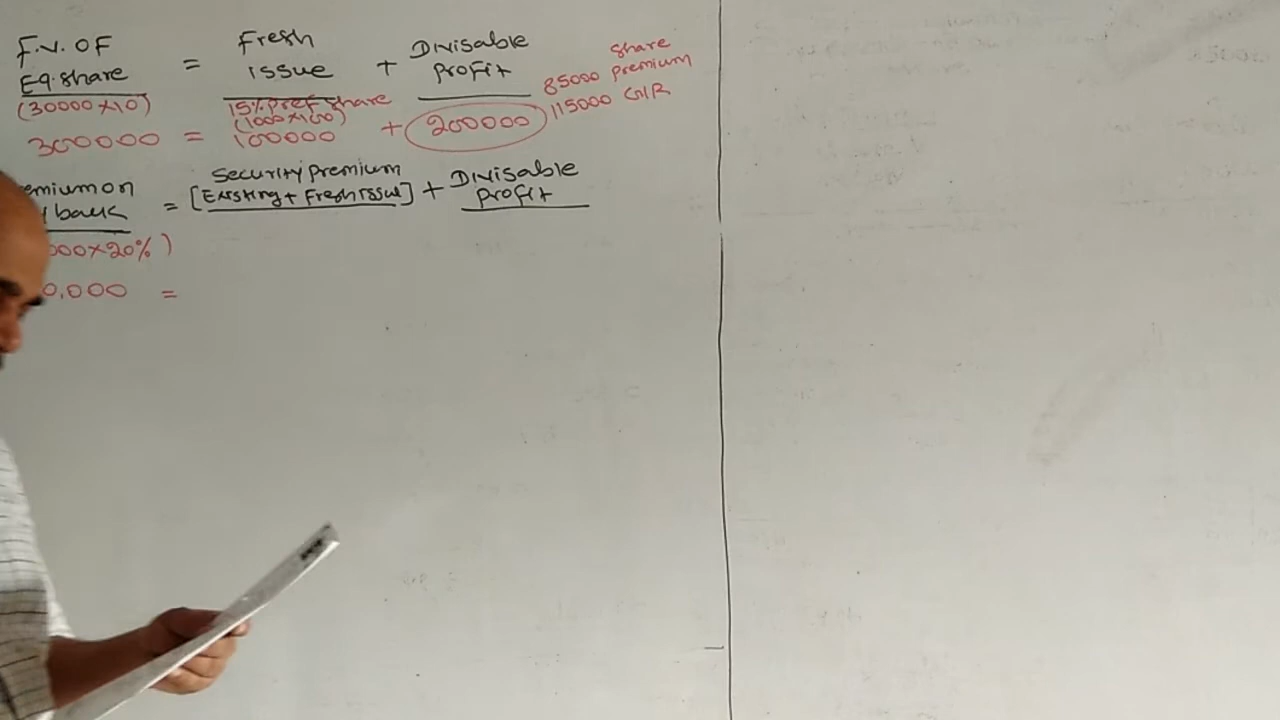 F.V. OF
Eq. share = Fresh issue + Divisable profit
(30000 x 10) 15% pref share (1000 x 100) 85000 share premium
300000 = 100000 + 200000 115000 G/R
emium on
back = security premium [Existing + Fresh issue] + Divisable profit
000 x 20%)
0,000 =